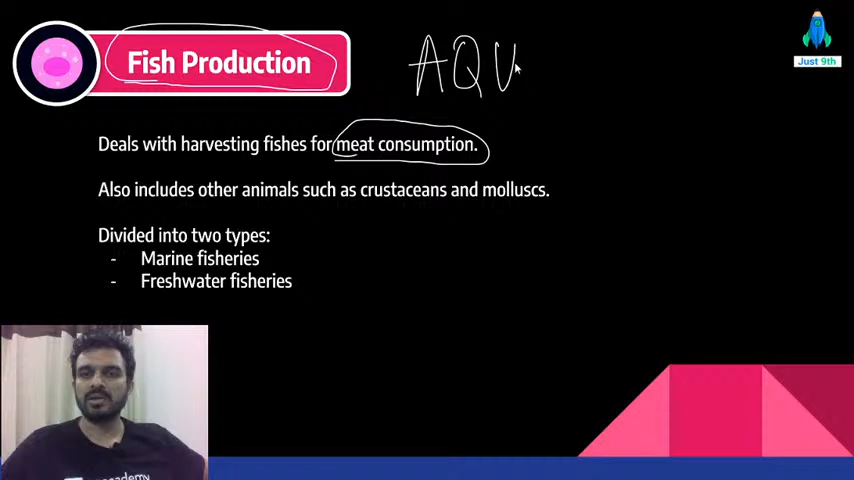 Fish Production
AQU
Just 9th
Deals with harvesting fishes for meat consumption.
Also includes other animals such as crustaceans and molluscs.
Divided into two types:
- Marine fisheries
- Freshwater fisheries